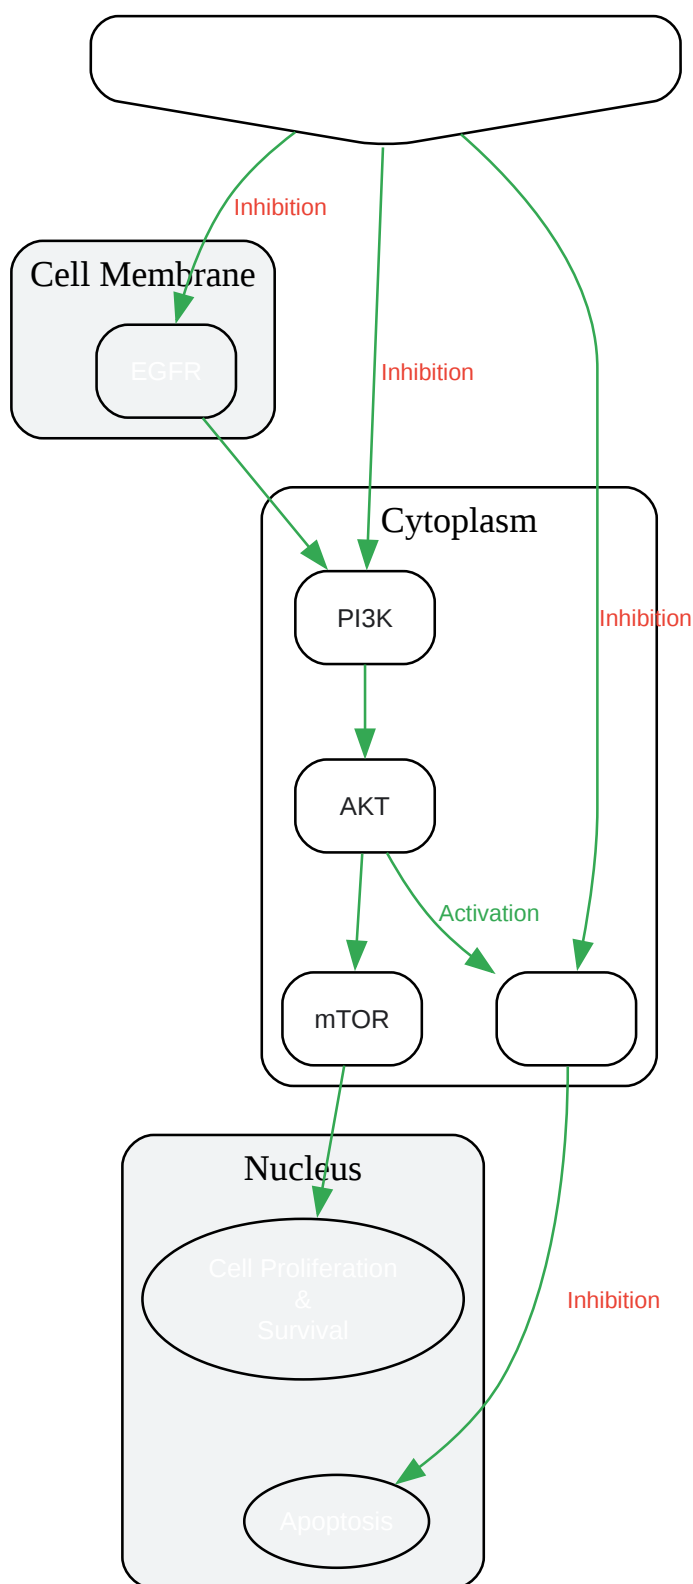 Inhibition
Cell Membrane
EGFR
Inhibition
Cytoplasm
PI3K
Inhibition
AKT
Activation
mTOR
Nucleus
Cell Proliferation
&
Survival
Inhibition
Apoptosis